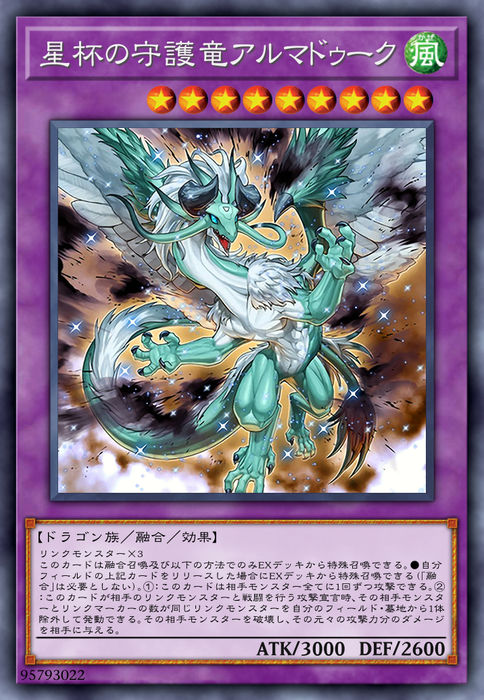 星杯の守護竜アルマドゥーク
かぜ
風
【ドラゴン族／融合／効果】
リンクモンスター×3
このカードは融合召喚及び以下の方法でのみEXデッキから特殊召喚できる。●自分
フィールドの上記カードをリリースした場合にEXデッキから特殊召喚できる(「融
合」は必要としない)。①:このカードは相手モンスター全てに1回ずつ攻撃できる。②
:このカードが相手のリンクモンスターと戦闘を行う攻撃宣言時、その相手モンスタ
ーとリンクマーカーの数が同じリンクモンスターを自分のフィールド・墓地から1体
除外して発動できる。その相手モンスターを破壊し、その元々の攻撃力分のダメージ
を相手に与える。
ATK/3000 DEF/2600
95793022